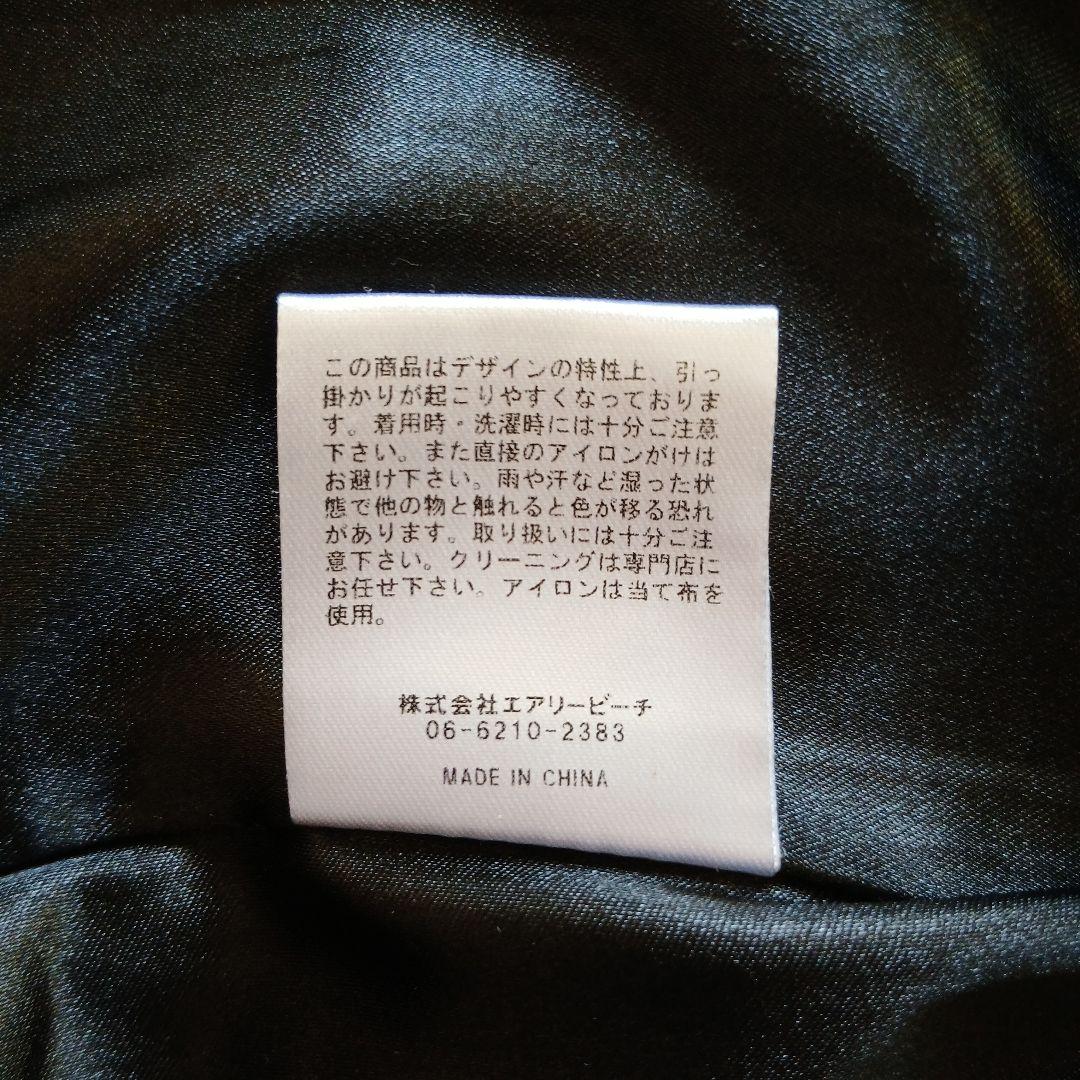 この商品はデザインの特性上、引っ
掛かりが起こりやすくなっておりま
す。着用時・洗濯時には十分ご注意
下さい。また直接のアイロンがけは
お避け下さい。雨や汗など湿った状
態で他の物と触れると色が移る恐れ
があります。取り扱いには十分ご注
意下さい。クリーニングは専門店に
お任せ下さい。アイロンは当て布を
使用。
株式会社エアリービーチ
06-6210-2383
MADE IN CHINA